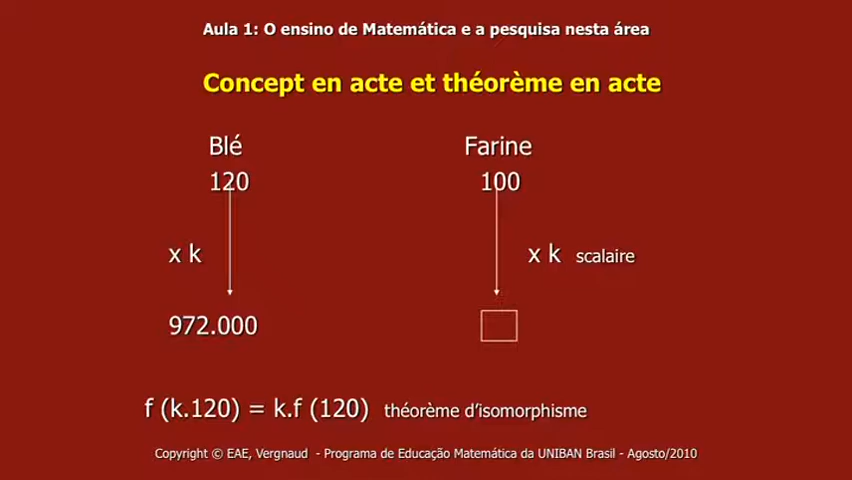 Aula 1: O ensino de Matemática e a pesquisa nesta área
Concept en acte et théorème en acte
Blé Farine
120 100
x k x k scalaire
972.000
f (k.120) = k.f (120) théorème d'isomorphisme
Copyright © EAE, Vergnaud - Programa de Educação Matemática da UNIBAN Brasil - Agosto/2010